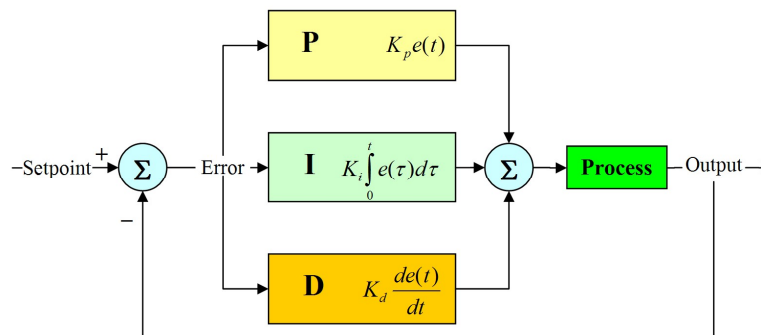 P K_p e(t)
Setpoint + Σ Error I K_i ∫_0^t e(τ)dτ Σ Process Output
−
D K_d de(t)/dt